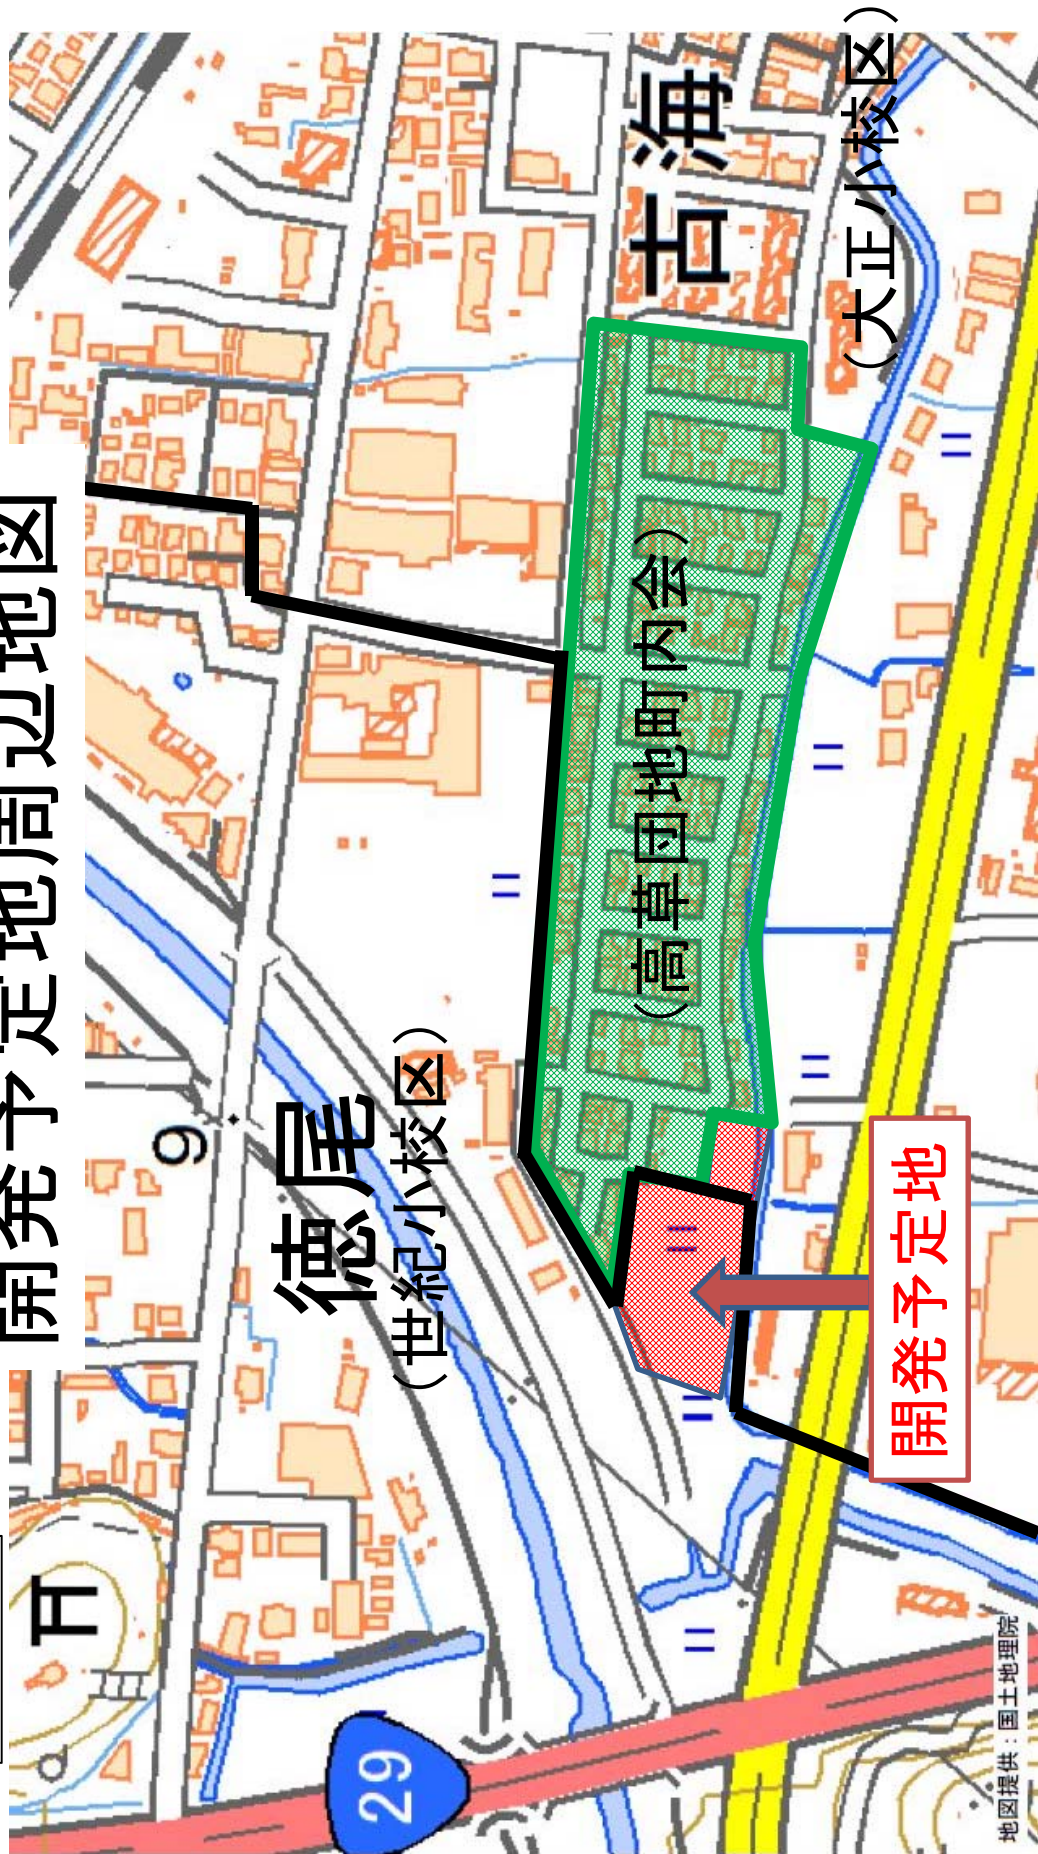 開発予定地周辺地図
古海
(大正小校区)
(高草団地町内会)
徳尾
(世紀小校区)
9
開発予定地
29
地図提供：国土地理院